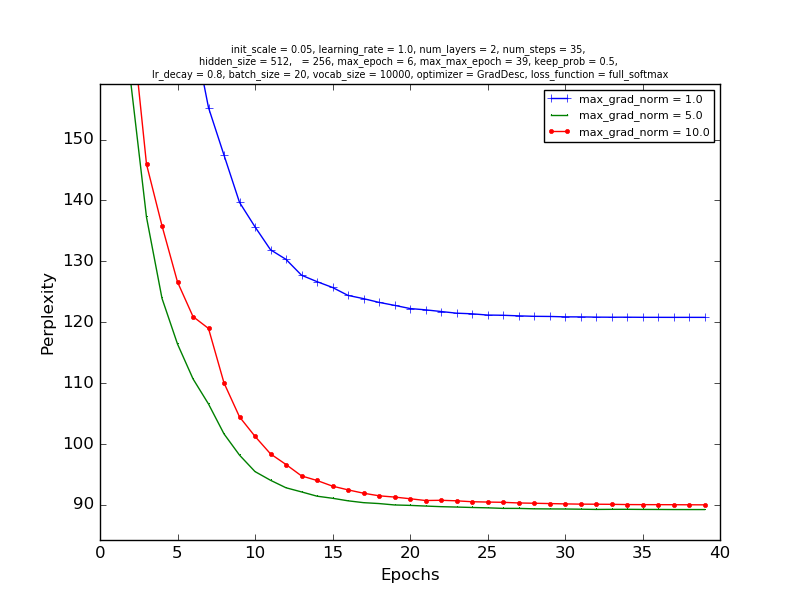 init_scale = 0.05, learning_rate = 1.0, num_layers = 2, num_steps = 35,
hidden_size = 512,   = 256, max_epoch = 6, max_max_epoch = 39, keep_prob = 0.5,
lr_decay = 0.8, batch_size = 20, vocab_size = 10000, optimizer = GradDesc, loss_function = full_softmax
max_grad_norm = 1.0
max_grad_norm = 5.0
max_grad_norm = 10.0
Perplexity
150
140
130
120
110
100
90
0 5 10 15 20 25 30 35 40
Epochs